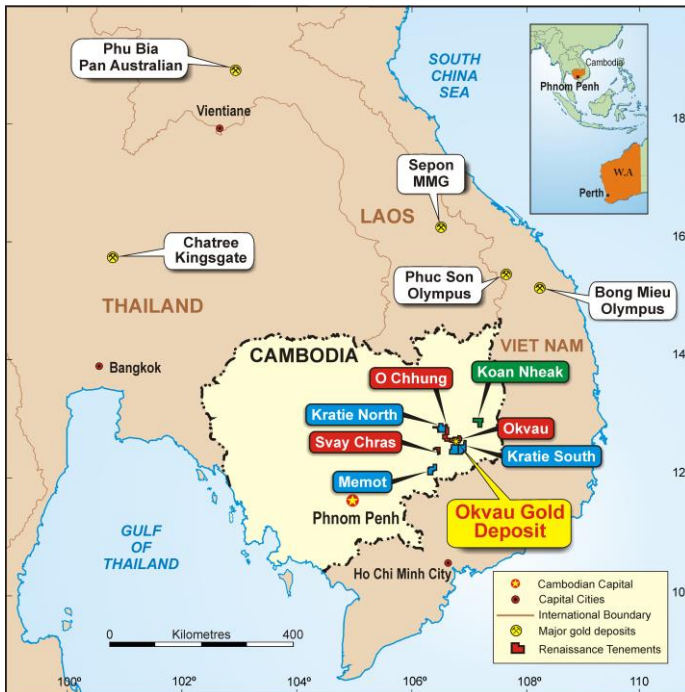 Phu Bia
Pan Australian
SOUTH
CHINA
SEA
Cambodia
Phnom Penh
W.A
Perth
18
Vientiane
Sepon
MMG
LAOS
16
Chatree
Kingsgate
Phuc Son
Olympus
Bong Mieu
Olympus
THAILAND
VIET NAM
14
CAMBODIA
Bangkok
O Chhung
Koan Nheak
Kratie North
Okvau
Svay Chras
Kratie South
12
Memot
Okvau Gold
Deposit
Phnom Penh
GULF
OF
THAILAND
Ho Chi Minh City
10
Cambodian Capital
Capital Cities
International Boundary
Major gold deposits
Renaissance Tenements
0 Kilometres 400
100° 102 104 106 108 110